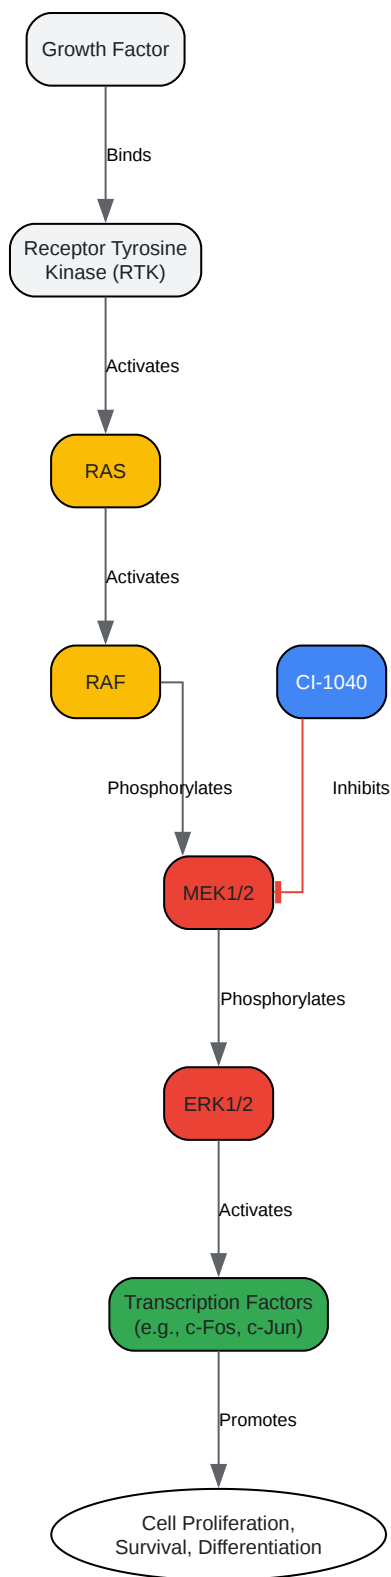 Growth Factor
Binds
Receptor Tyrosine
Kinase (RTK)
Activates
RAS
Activates
RAF
CI-1040
Phosphorylates
Inhibits
MEK1/2
Phosphorylates
ERK1/2
Activates
Transcription Factors
(e.g., c-Fos, c-Jun)
Promotes
Cell Proliferation,
Survival, Differentiation